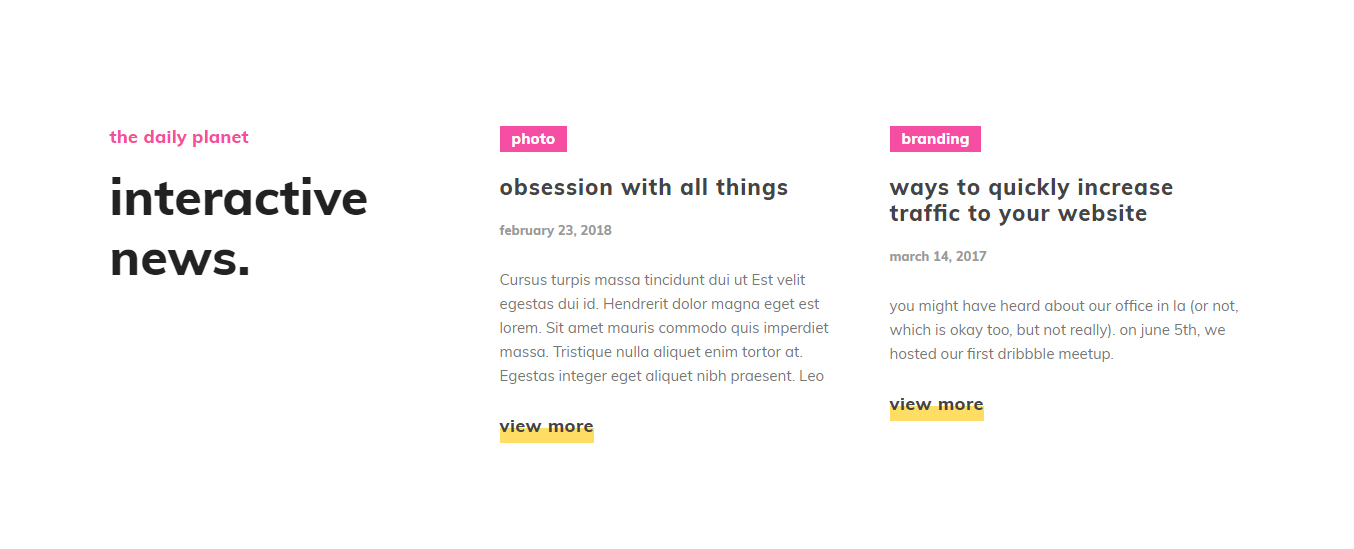 the daily planet
interactive
news.
photo
obsession with all things
february 23, 2018
Cursus turpis massa tincidunt dui ut Est velit
egestas dui id. Hendrerit dolor magna eget est
lorem. Sit amet mauris commodo quis imperdiet
massa. Tristique nulla aliquet enim tortor at.
Egestas integer eget aliquet nibh praesent. Leo
view more
branding
ways to quickly increase
traffic to your website
march 14, 2017
you might have heard about our office in la (or not,
which is okay too, but not really). on june 5th, we
hosted our first dribbble meetup.
view more